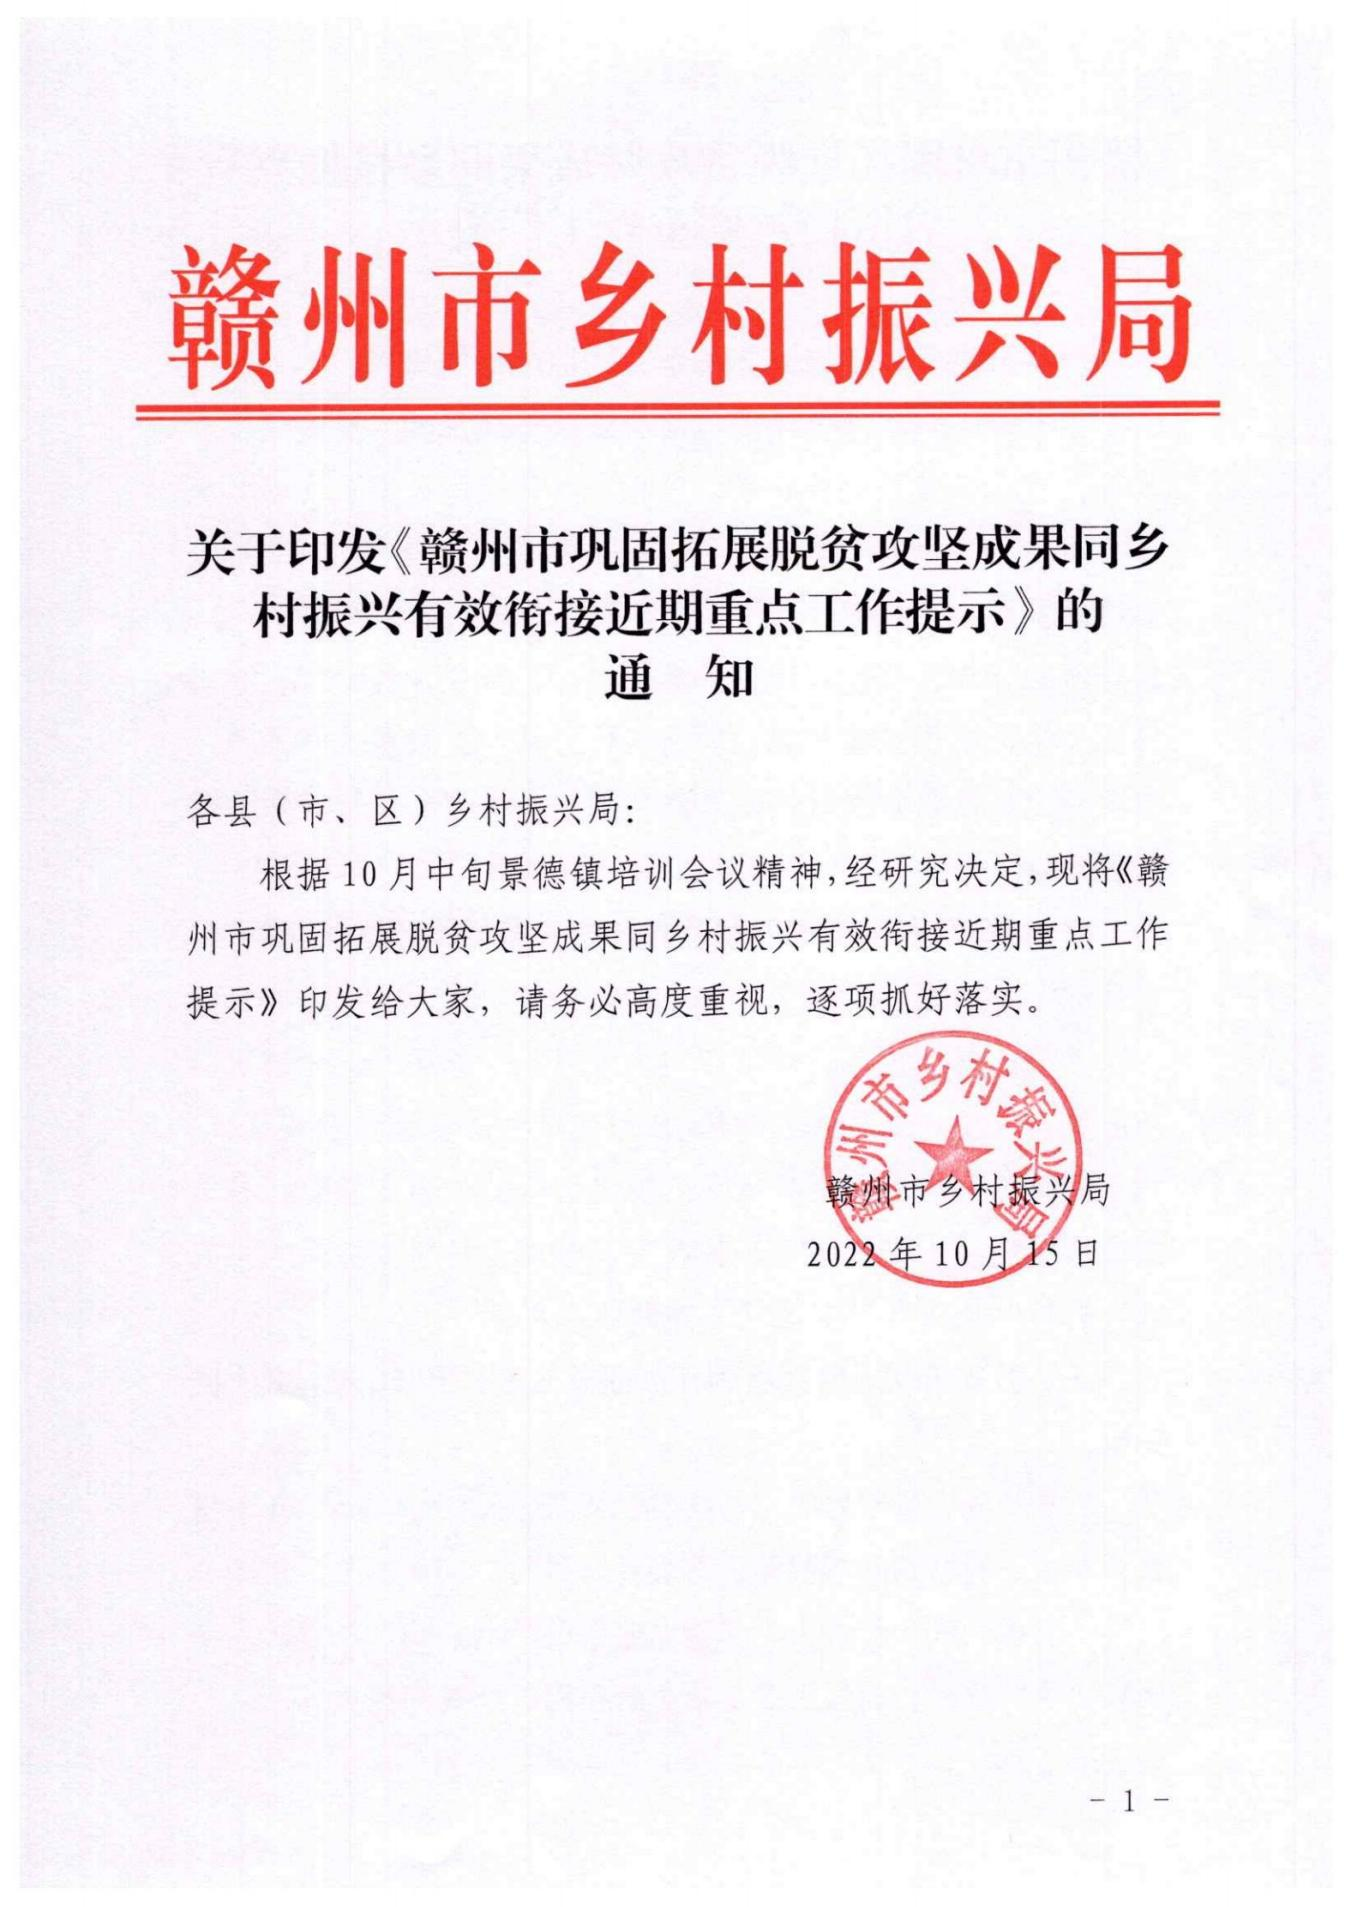 赣州市乡村振兴局
关于印发《赣州市巩固拓展脱贫攻坚成果同乡
村振兴有效衔接近期重点工作提示》的
通 知
各县（市、区）乡村振兴局：
根据10月中旬景德镇培训会议精神，经研究决定，现将《赣
州市巩固拓展脱贫攻坚成果同乡村振兴有效衔接近期重点工作
提示》印发给大家，请务必高度重视，逐项抓好落实。
赣州市乡村振兴局
赣州市乡村振兴局
2022年10月15日
- 1 -